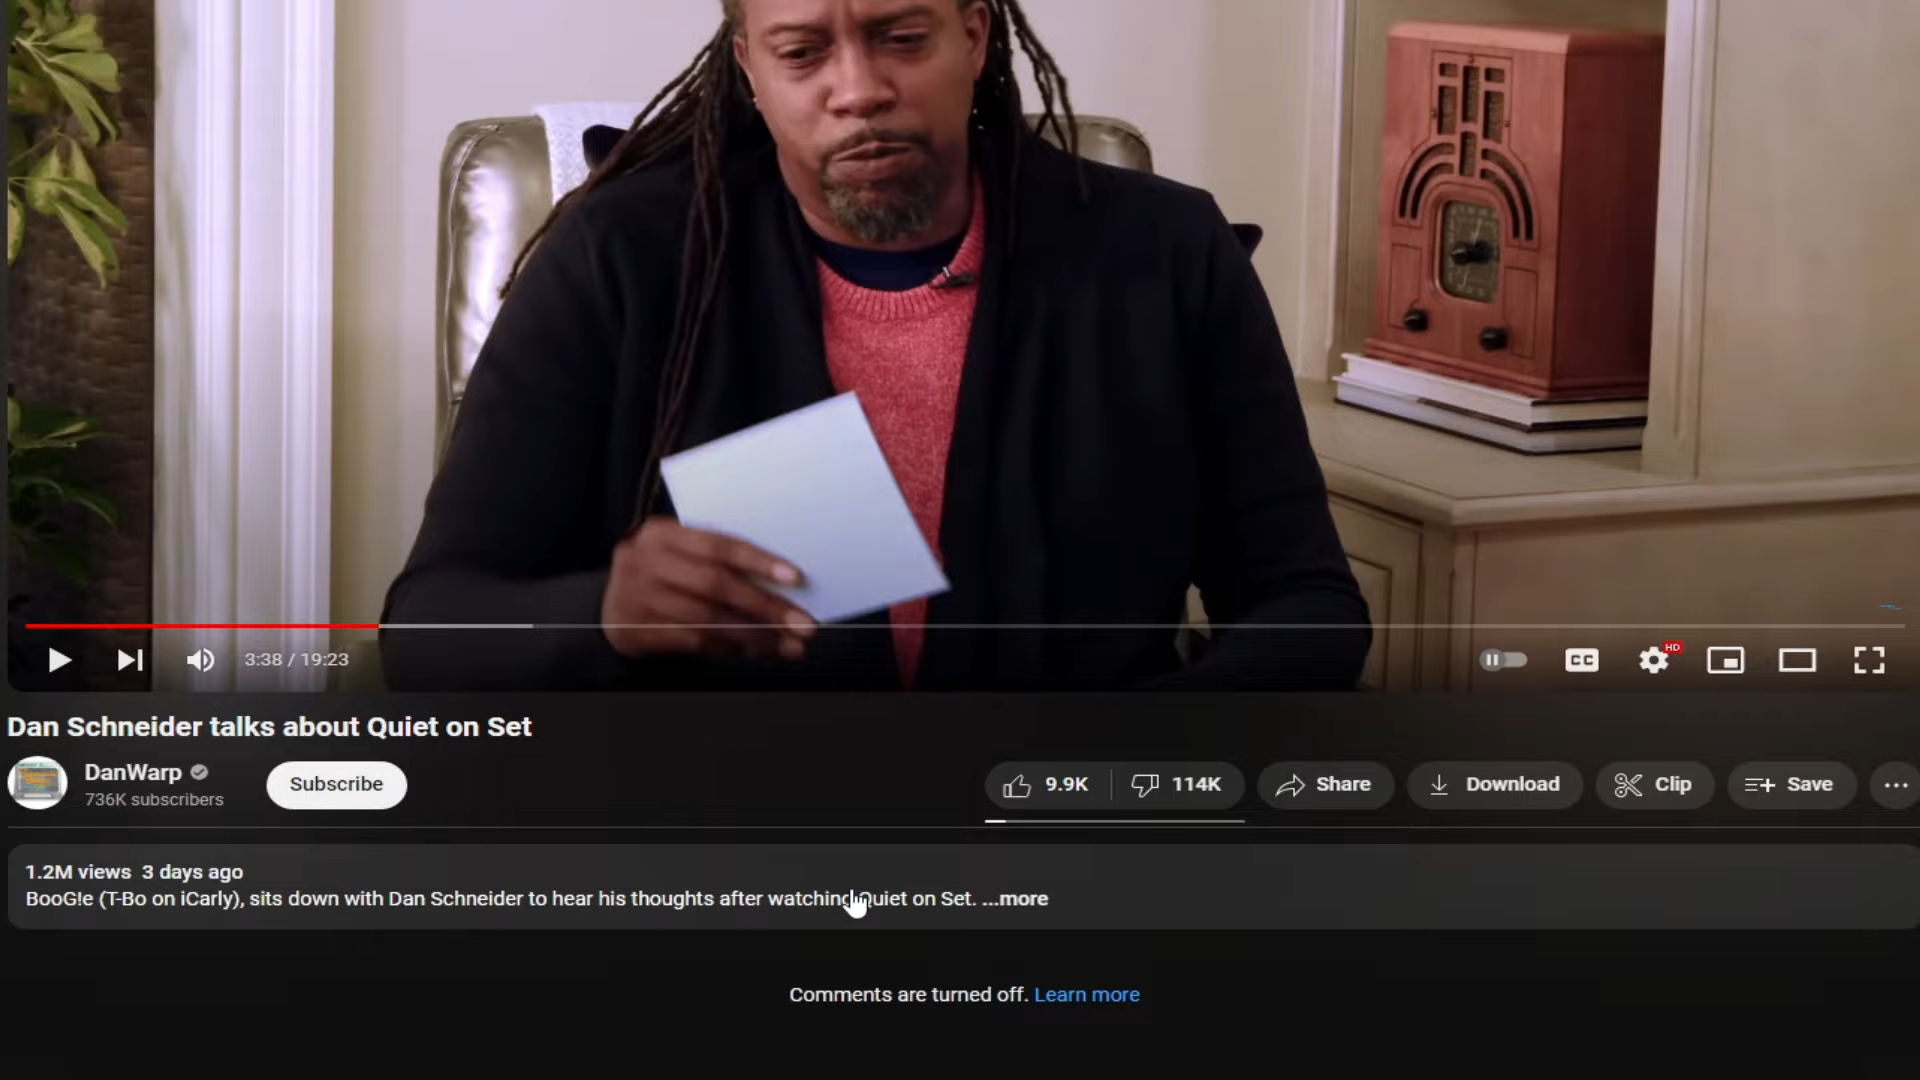 3:38 / 19:23
CC
HD
Dan Schneider talks about Quiet on Set
DanWarp
736K subscribers
Subscribe
9.9K
114K
Share
Download
Clip
Save
1.2M views 3 days ago
BooG!e (T-Bo on iCarly), sits down with Dan Schneider to hear his thoughts after watching Quiet on Set. ...more
Comments are turned off. Learn more